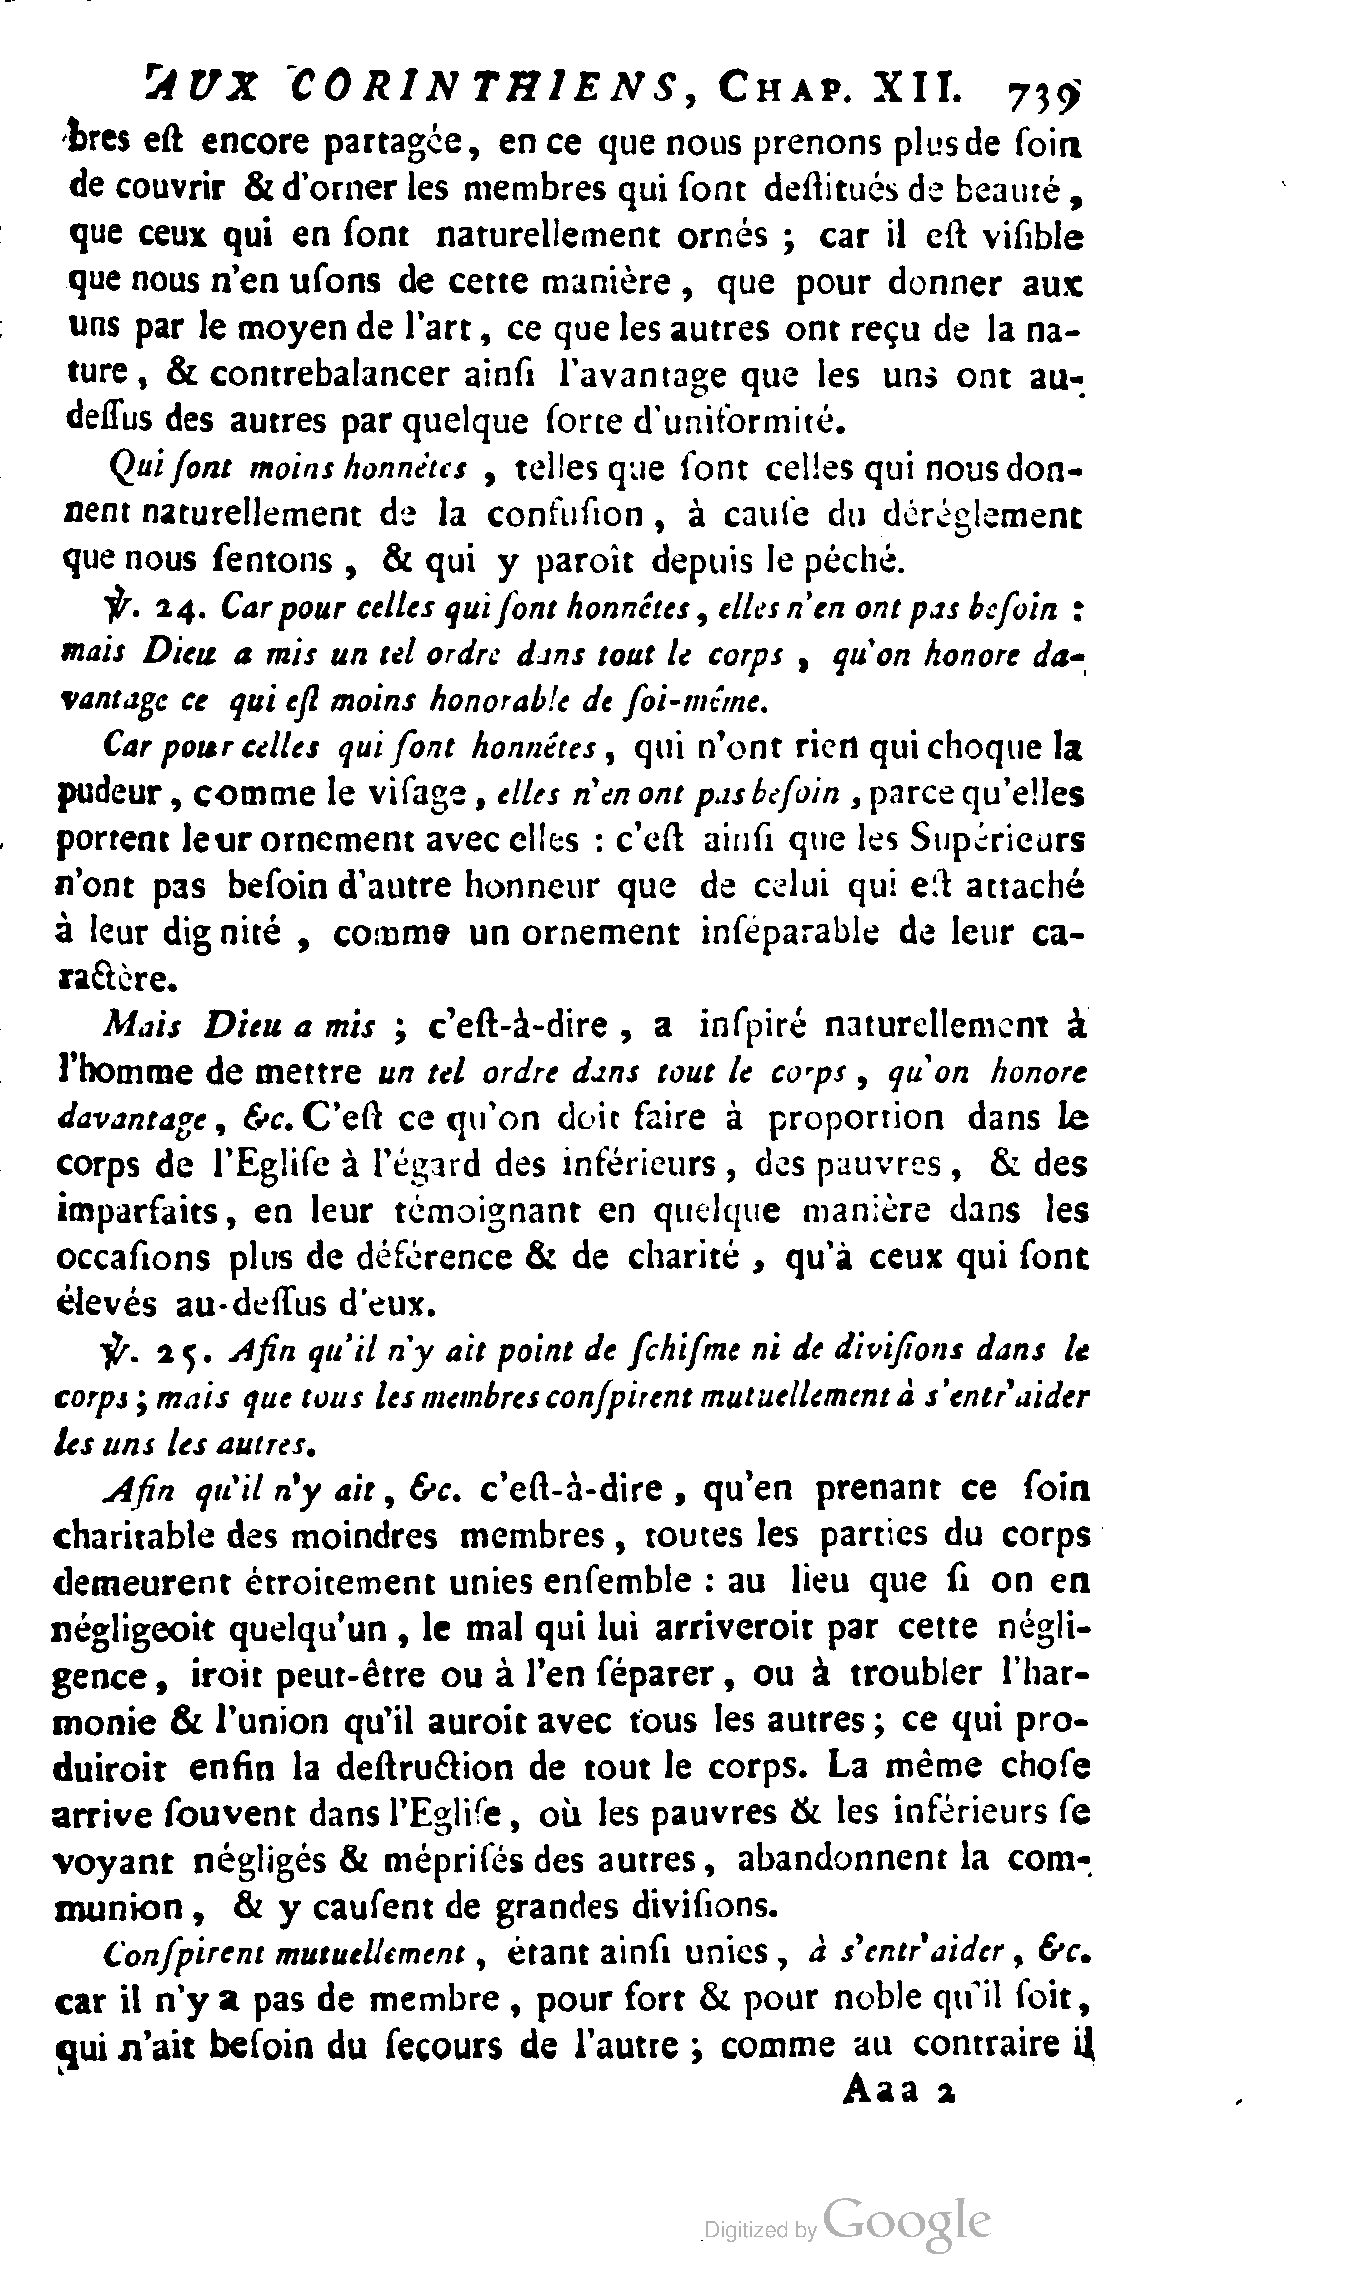 AUX CORINTHIENS, CHAP. XII. 739
bres eſt encore partagée, en ce que nous prenons plus de ſoin
de couvrir & d'orner les membres qui ſont deſtitués de beauté,
que ceux qui en ſont naturellement ornés ; car il eſt viſible
que nous n'en uſons de cette manière, que pour donner aux
uns par le moyen de l'art, ce que les autres ont reçu de la na-
ture, & contrebalancer ainſi l'avantage que les uns ont au-
deſſus des autres par quelque ſorte d'uniformité.
Qui ſont moins honnêtes, telles que ſont celles qui nous don-
nent naturellement de la confuſion, à cauſe du déréglement
que nous ſentons, & qui y paroît depuis le péché.
℣. 24. Car pour celles qui ſont honnêtes, elles n'en ont pas beſoin :
mais Dieu a mis un tel ordre dans tout le corps, qu'on honore da-
vantage ce qui eſt moins honorable de ſoi-même.
Car pour celles qui ſont honnêtes, qui n'ont rien qui choque la
pudeur, comme le viſage, elles n'en ont pas beſoin, parce qu'elles
portent leur ornement avec elles : c'eſt ainſi que les Supérieurs
n'ont pas beſoin d'autre honneur que de celui qui eſt attaché
à leur dignité, comme un ornement inſéparable de leur ca-
ractère.
Mais Dieu a mis ; c'eſt-à-dire, a inſpiré naturellement à
l'homme de mettre un tel ordre dans tout le corps, qu'on honore
davantage, &c. C'eſt ce qu'on doit faire à proportion dans le
corps de l'Egliſe à l'égard des inférieurs, des pauvres, & des
imparfaits, en leur témoignant en quelque manière dans les
occaſions plus de déférence & de charité, qu'à ceux qui ſont
élevés au-deſſus d'eux.
℣. 25. Afin qu'il n'y ait point de ſchiſme ni de diviſions dans le
corps ; mais que tous les membres conſpirent mutuellement à s'entr'aider
les uns les autres.
Afin qu'il n'y ait, &c. c'eſt-à-dire, qu'en prenant ce ſoin
charitable des moindres membres, toutes les parties du corps
demeurent étroitement unies enſemble : au lieu que ſi on en
négligeoit quelqu'un, le mal qui lui arriveroit par cette négli-
gence, iroit peut-être ou à l'en ſéparer, ou à troubler l'har-
monie & l'union qu'il auroit avec tous les autres ; ce qui pro-
duiroit enfin la deſtruction de tout le corps. La même choſe
arrive ſouvent dans l'Egliſe, où les pauvres & les inférieurs ſe
voyant négligés & mépriſés des autres, abandonnent la com-
munion, & y cauſent de grandes diviſions.
Conſpirent mutuellement, étant ainſi unies, à s'entr'aider, &c.
car il n'y a pas de membre, pour fort & pour noble qu'il ſoit,
qui n'ait beſoin du ſecours de l'autre ; comme au contraire il
Aaa 2
Digitized by Google